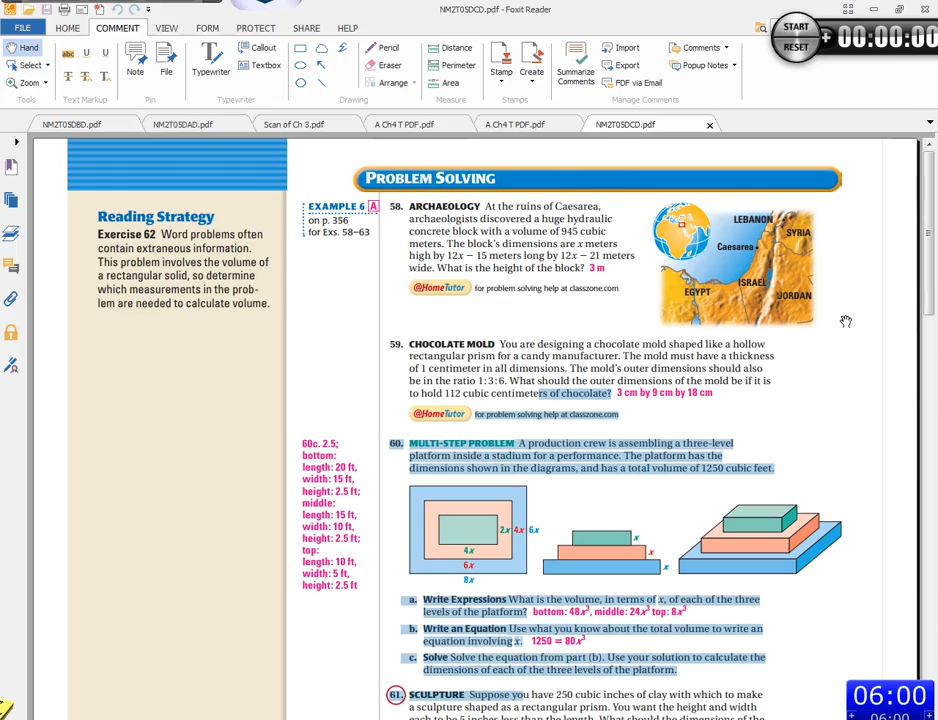 NM2T05DCD.pdf - Foxit Reader
FILE HOME COMMENT VIEW FORM PROTECT SHARE HELP
START
RESET
00:00:00
Hand
Select
Zoom
Tools
abc U U
T T T
Text Markup
Note
File
Pin
Typewriter
Callout
Textbox
Typewriter
Pencil
Eraser
Arrange
Drawing
Distance
Perimeter
Area
Measure
Stamp
Create
Stamps
Summarize
Comments
Import
Export
FDF via Email
Comments
Popup Notes
Manage Comments
NM2T05DBD.pdf NM2T05DAD.pdf Scan of Ch 3.pdf A Ch4 T PDF.pdf A Ch4 T PDF.pdf NM2T05DCD.pdf
PROBLEM SOLVING
Reading Strategy
Exercise 62 Word problems often
contain extraneous information.
This problem involves the volume of
a rectangular solid, so determine
which measurements in the prob-
lem are needed to calculate volume.
EXAMPLE 6 A
on p. 356
for Exs. 58–63
58. ARCHAEOLOGY At the ruins of Caesarea,
archaeologists discovered a huge hydraulic
concrete block with a volume of 945 cubic
meters. The block's dimensions are x meters
high by 12x − 15 meters long by 12x − 21 meters
wide. What is the height of the block? 3 m
@HomeTutor for problem solving help at classzone.com
LEBANON
SYRIA
Caesarea
ISRAEL
EGYPT
JORDAN
59. CHOCOLATE MOLD You are designing a chocolate mold shaped like a hollow
rectangular prism for a candy manufacturer. The mold must have a thickness
of 1 centimeter in all dimensions. The mold's outer dimensions should also
be in the ratio 1:3:6. What should the outer dimensions of the mold be if it is
to hold 112 cubic centimeters of chocolate? 3 cm by 9 cm by 18 cm
@HomeTutor for problem solving help at classzone.com
60c. 2.5;
bottom:
length: 20 ft,
width: 15 ft,
height: 2.5 ft;
middle:
length: 15 ft,
width: 10 ft,
height: 2.5 ft;
top:
length: 10 ft,
width: 5 ft,
height: 2.5 ft
60. MULTI-STEP PROBLEM A production crew is assembling a three-level
platform inside a stadium for a performance. The platform has the
dimensions shown in the diagrams, and has a total volume of 1250 cubic feet.
2x 4x 6x
4x
6x
8x
x
x
x
a. Write Expressions What is the volume, in terms of x, of each of the three
levels of the platform? bottom: 48x³, middle: 24x³ top: 8x³
b. Write an Equation Use what you know about the total volume to write an
equation involving x. 1250 = 80x³
c. Solve Solve the equation from part (b). Use your solution to calculate the
dimensions of each of the three levels of the platform.
61. SCULPTURE Suppose you have 250 cubic inches of clay with which to make
a sculpture shaped as a rectangular prism. You want the height and width
each to be 5 inches less than the length. What should the dimensions of the
06:00
06:00